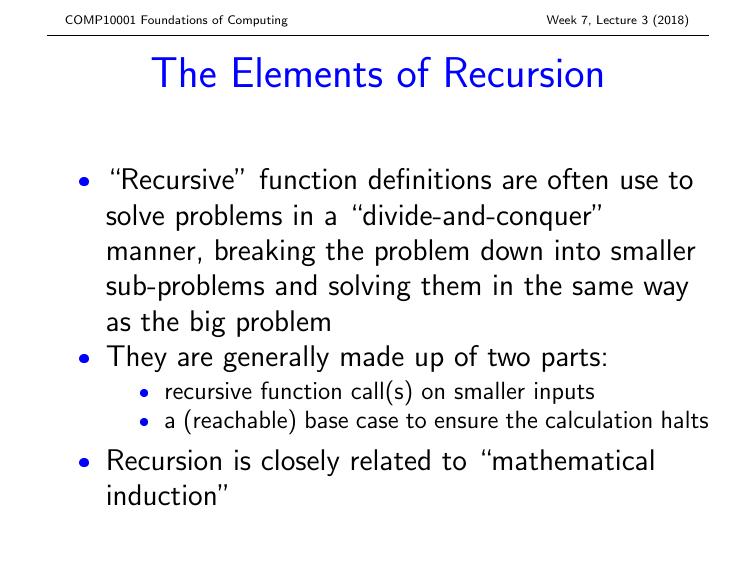 COMP10001 Foundations of Computing
Week 7, Lecture 3 (2018)
The Elements of Recursion
• “Recursive” function definitions are often use to
solve problems in a “divide-and-conquer”
manner, breaking the problem down into smaller
sub-problems and solving them in the same way
as the big problem
• They are generally made up of two parts:
• recursive function call(s) on smaller inputs
• a (reachable) base case to ensure the calculation halts
• Recursion is closely related to “mathematical
induction”